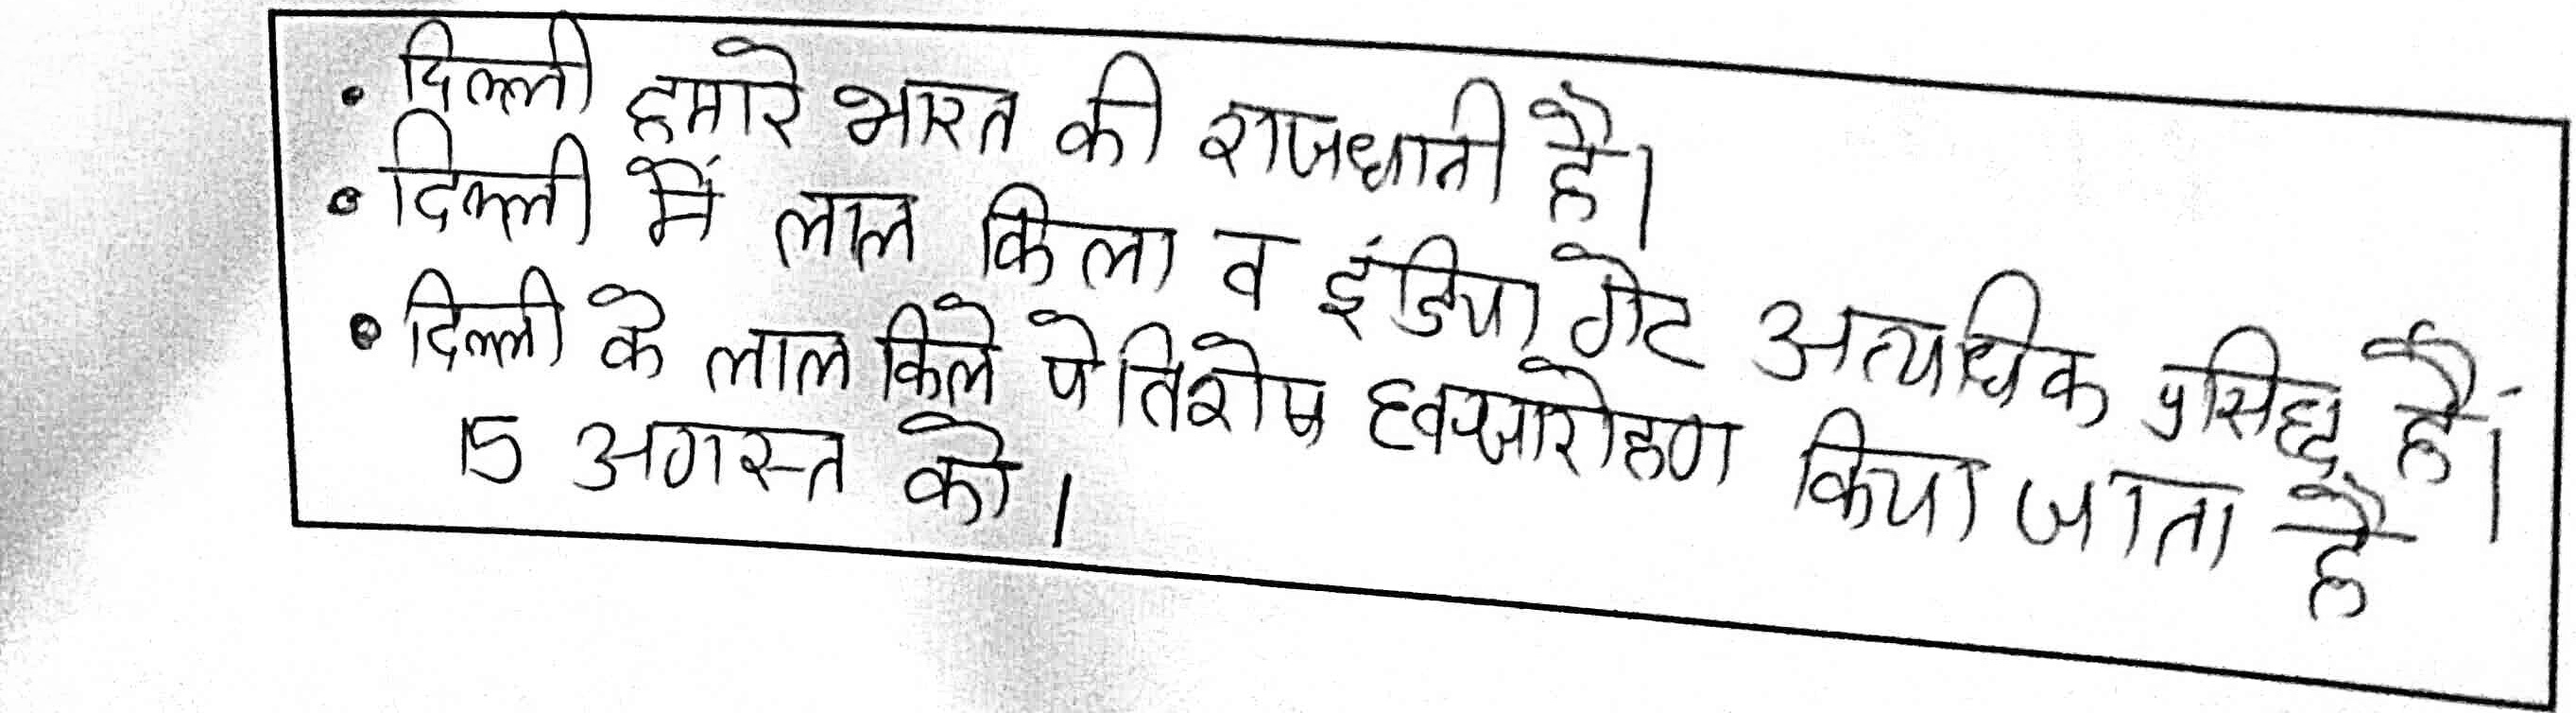 • दिल्ली हमारे भारत की राजधानी है।
• दिल्ली में लाल किला व इंडिया गेट अत्यधिक प्रसिद्ध हैं।
• दिल्ली के लाल किले पे विशेष ध्वजारोहण किया जाता है
15 अगस्त को।